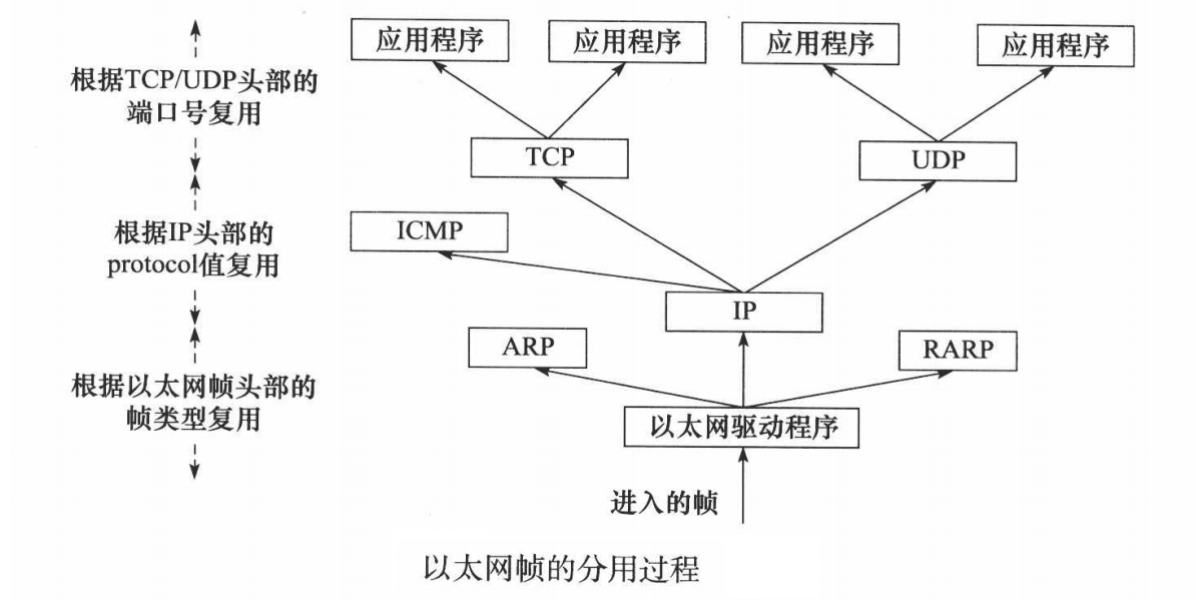 应用程序
应用程序
应用程序
应用程序
根据TCP/UDP头部的
端口号复用
TCP
UDP
ICMP
根据IP头部的
protocol值复用
IP
ARP
RARP
根据以太网帧头部的
帧类型复用
以太网驱动程序
进入的帧
以太网帧的分用过程